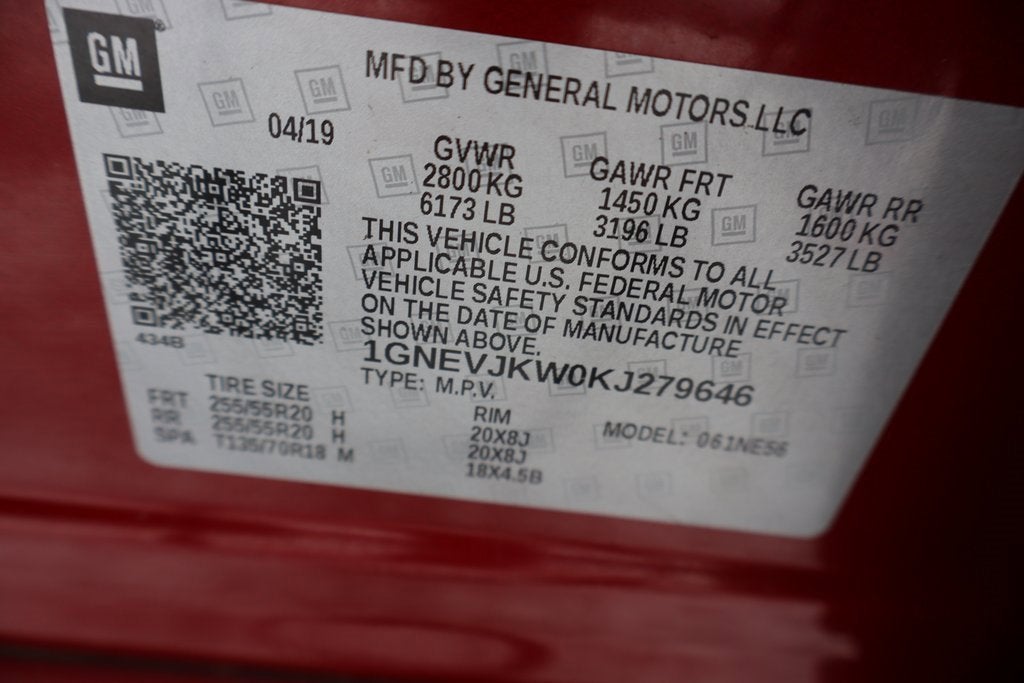 GM
MFD BY GENERAL MOTORS LLC
04/19
GVWR GAWR FRT GAWR RR
2800 KG 1450 KG 1600 KG
6173 LB 3196 LB 3527 LB
THIS VEHICLE CONFORMS TO ALL
APPLICABLE U.S. FEDERAL MOTOR
VEHICLE SAFETY STANDARDS IN EFFECT
ON THE DATE OF MANUFACTURE
SHOWN ABOVE.
434B
1GNEVJKW0KJ279646
TYPE: M.P.V.
TIRE SIZE RIM MODEL: 061NE56
FRT 255/55R20 H 20X8J
RR 255/55R20 H 20X8J
SPA T135/70R18 M 18X4.5B